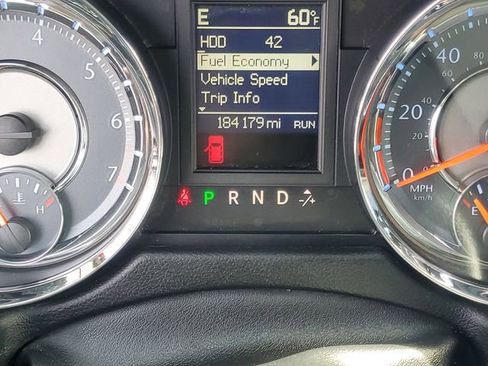 E 60°F
HDD 42
Fuel Economy
Vehicle Speed
Trip Info
184179 mi RUN
P R N D -/+
4 5 6 7
H
0 20 40 60
MPH
km/h
E